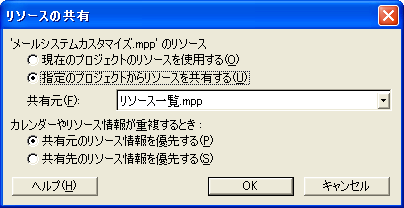 リソースの共有
'メールシステムカスタマイズ.mpp' のリソース
現在のプロジェクトのリソースを使用する(O)
指定のプロジェクトからリソースを共有する(U)
共有元(F): リソース一覧.mpp
カレンダーやリソース情報が重複するとき :
共有元のリソース情報を優先する(P)
共有先のリソース情報を優先する(S)
ヘルプ(H) OK キャンセル